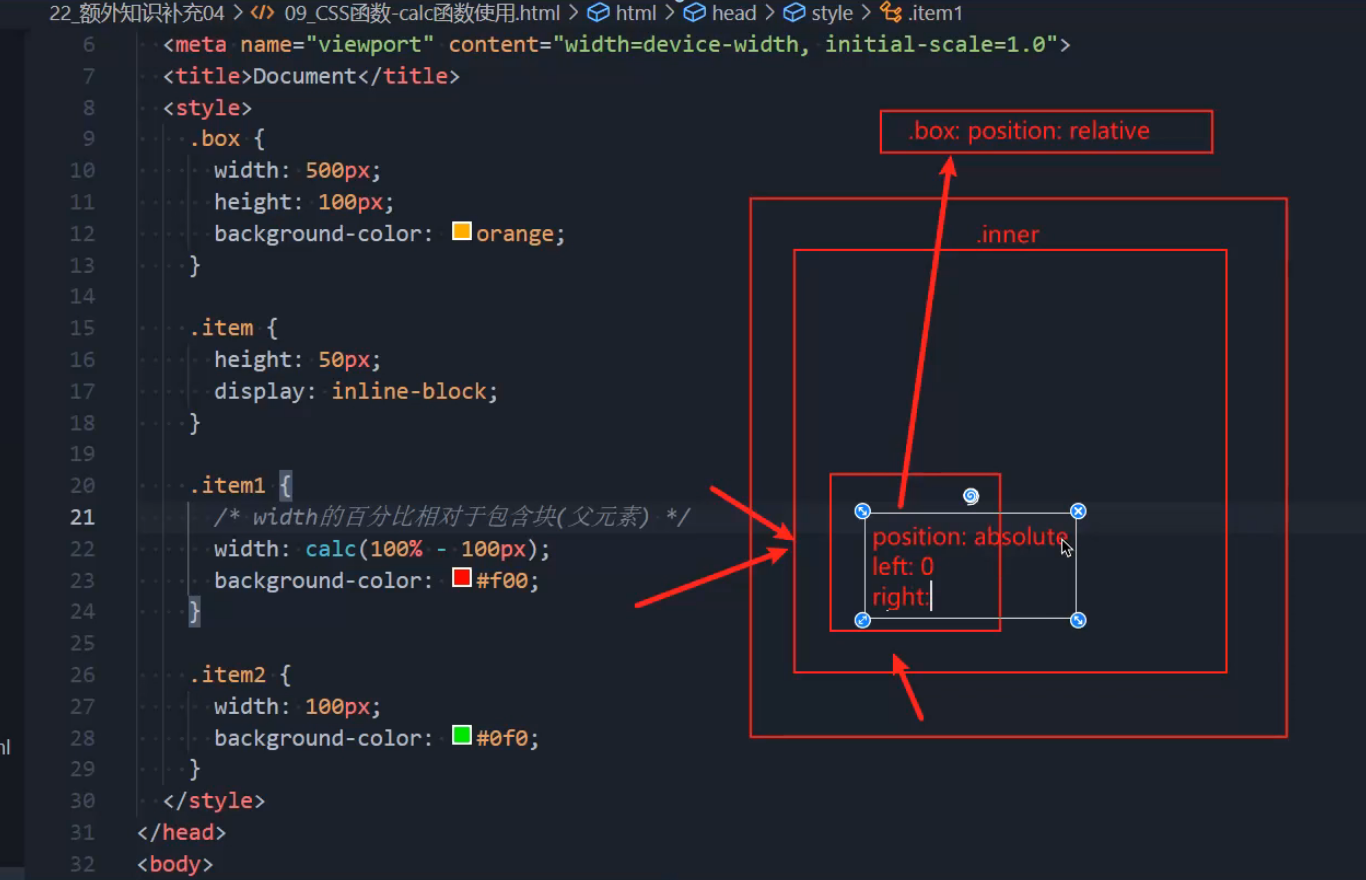 22_额外知识补充04 > </> 09_CSS函数-calc函数使用.html > html > head > style > .item1
6 <meta name="viewport" content="width=device-width, initial-scale=1.0">
7 <title>Document</title>
8 <style>
.box: position: relative
9 .box {
10 width: 500px;
11 height: 100px;
12 background-color: orange;
.inner
13 }
14
15 .item {
16 height: 50px;
17 display: inline-block;
18 }
19
20 .item1 {
21 /* width的百分比相对于包含块(父元素) */
22 width: calc(100% - 100px);
position: absolute
23 background-color: #f00;
left: 0
right:
24 }
25
26 .item2 {
27 width: 100px;
28 background-color: #0f0;
nl
29 }
30 </style>
31 </head>
32 <body>